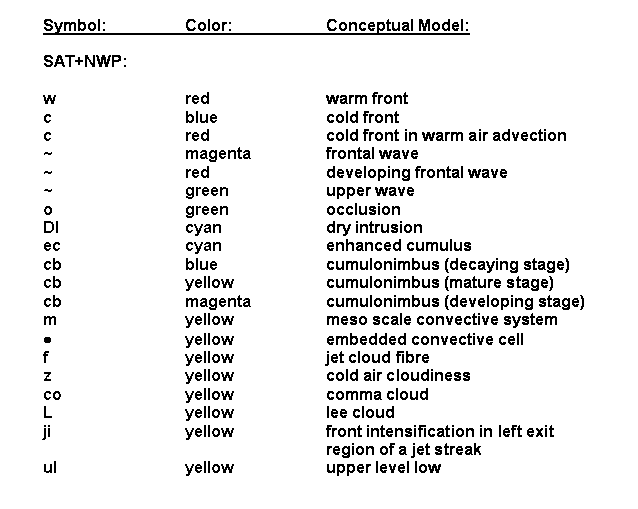 Symbol: Color: Conceptual Model:
SAT+NWP:
w red warm front
c blue cold front
c red cold front in warm air advection
~ magenta frontal wave
~ red developing frontal wave
~ green upper wave
o green occlusion
DI cyan dry intrusion
ec cyan enhanced cumulus
cb blue cumulonimbus (decaying stage)
cb yellow cumulonimbus (mature stage)
cb magenta cumulonimbus (developing stage)
m yellow meso scale convective system
● yellow embedded convective cell
f yellow jet cloud fibre
z yellow cold air cloudiness
co yellow comma cloud
L yellow lee cloud
ji yellow front intensification in left exit
region of a jet streak
ul yellow upper level low